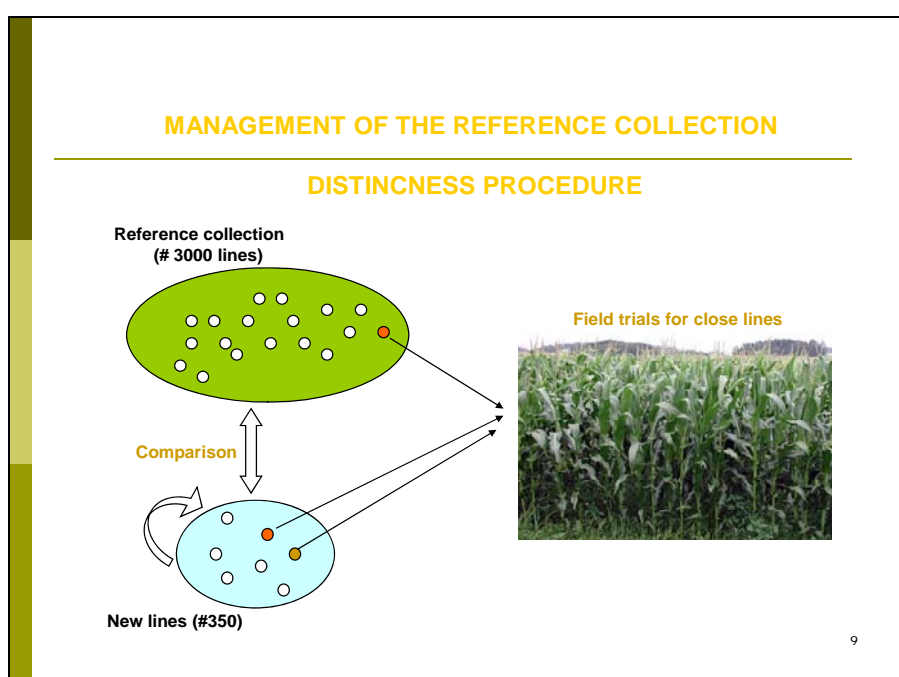 MANAGEMENT OF THE REFERENCE COLLECTION
DISTINCNESS PROCEDURE
Reference collection
(# 3000 lines)
Field trials for close lines
Comparison
New lines (#350)
9